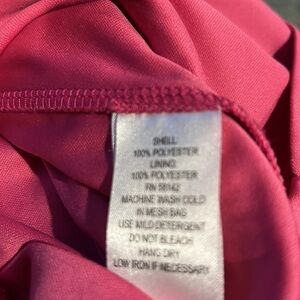 SHELL:
100% POLYESTER
LINING:
100% POLYESTER
RN 58142
MACHINE WASH COLD
IN MESH BAG
USE MILD DETERGENT
DO NOT BLEACH
HANG DRY
LOW IRON IF NECESSARY